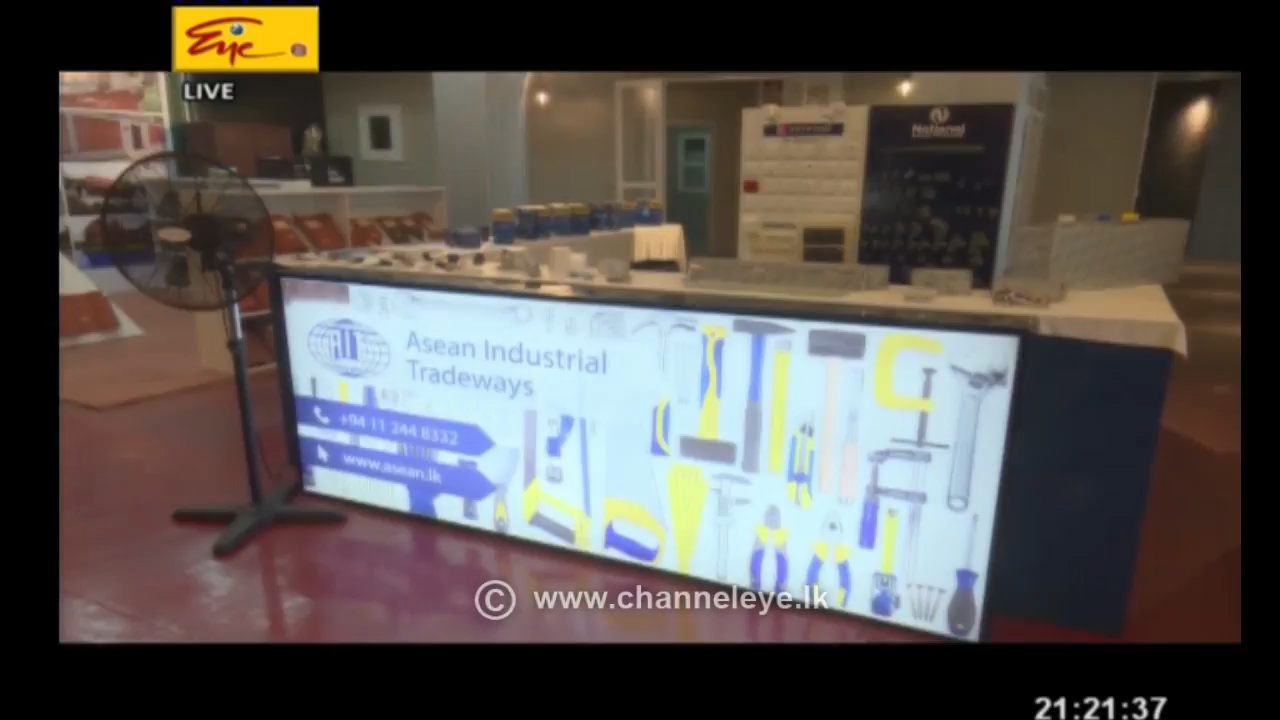 Eye
LIVE
National
AIT
Asean Industrial
Tradeways
+94 11 244 8332
www.asean.lk
© www.channeleye.lk
21:21:37